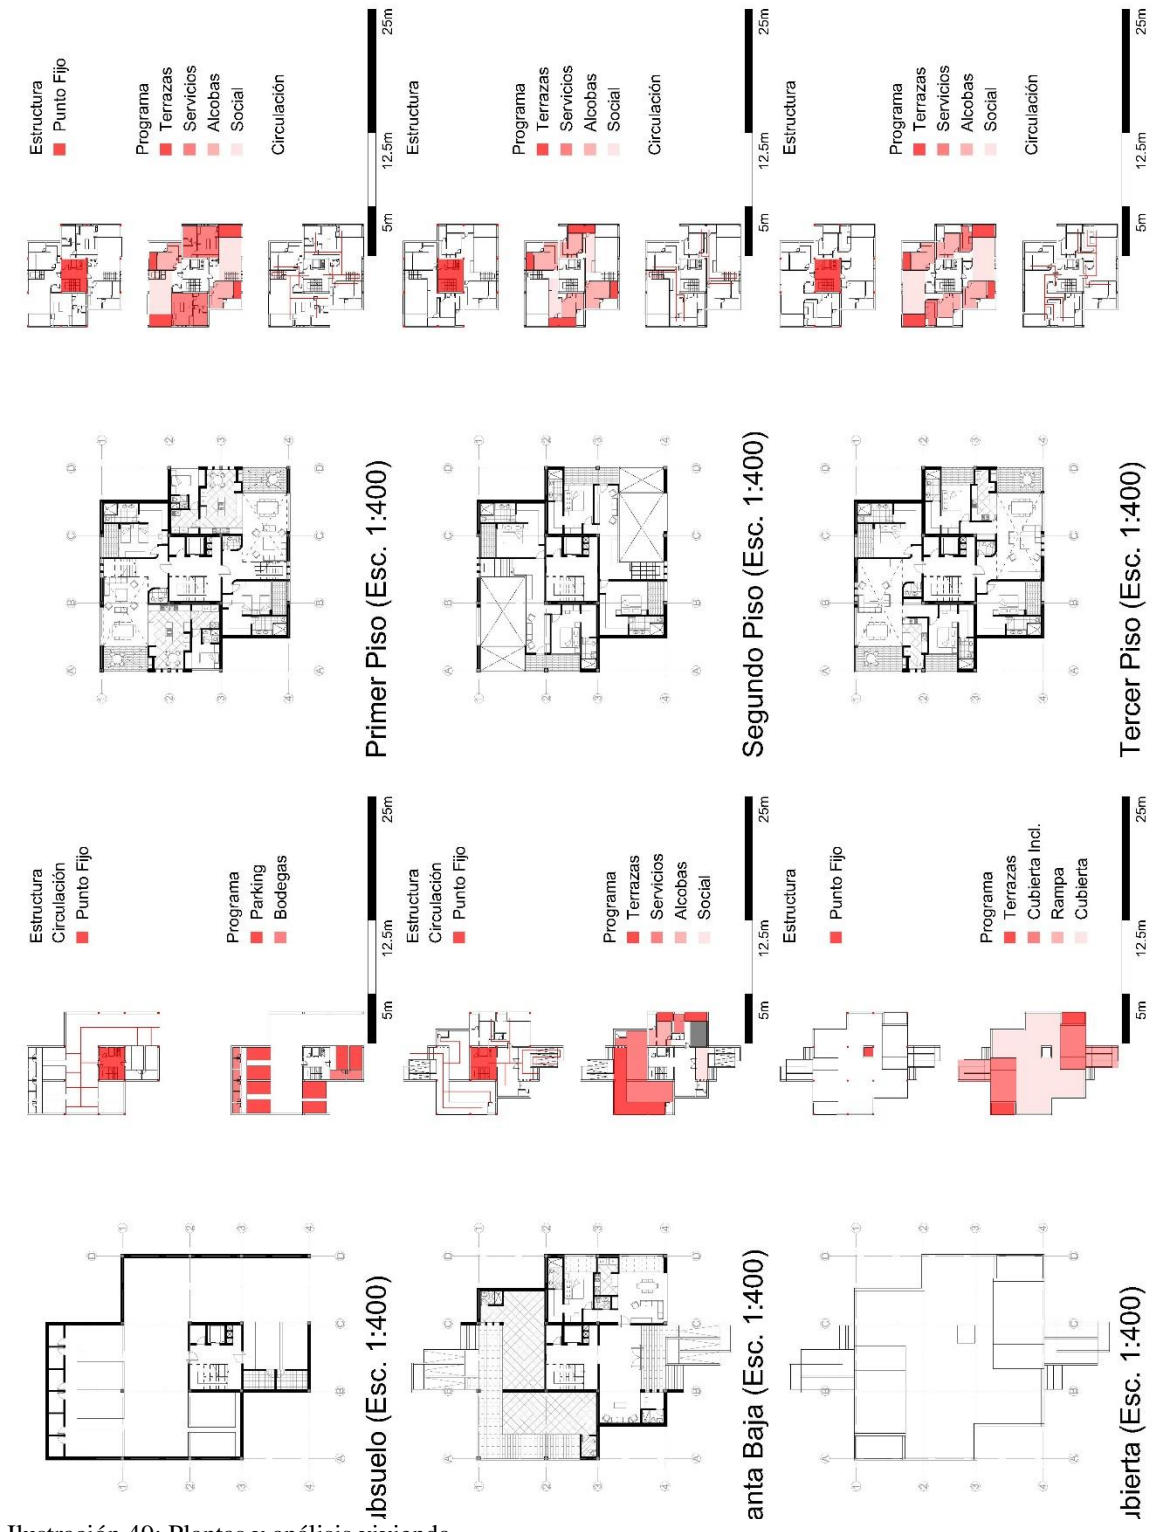 Estructura
Circulación
Punto Fijo
Programa
Parking
Bodegas
ubsuelo (Esc. 1:400)
5m 12.5m 25m
Estructura
Punto Fijo
Programa
Terrazas
Servicios
Alcobas
Social
Circulación
Primer Piso (Esc. 1:400)
5m 12.5m 25m
Estructura
Circulación
Punto Fijo
Programa
Terrazas
Servicios
Alcobas
Social
anta Baja (Esc. 1:400)
5m 12.5m 25m
Estructura
Programa
Terrazas
Servicios
Alcobas
Social
Circulación
Segundo Piso (Esc. 1:400)
5m 12.5m 25m
Estructura
Punto Fijo
Programa
Terrazas
Cubierta Incl.
Rampa
Cubierta
ubierta (Esc. 1:400)
5m 12.5m 25m
Estructura
Programa
Terrazas
Servicios
Alcobas
Social
Circulación
Tercer Piso (Esc. 1:400)
5m 12.5m 25m
Ilustración 49: Plantas y análisis vivienda